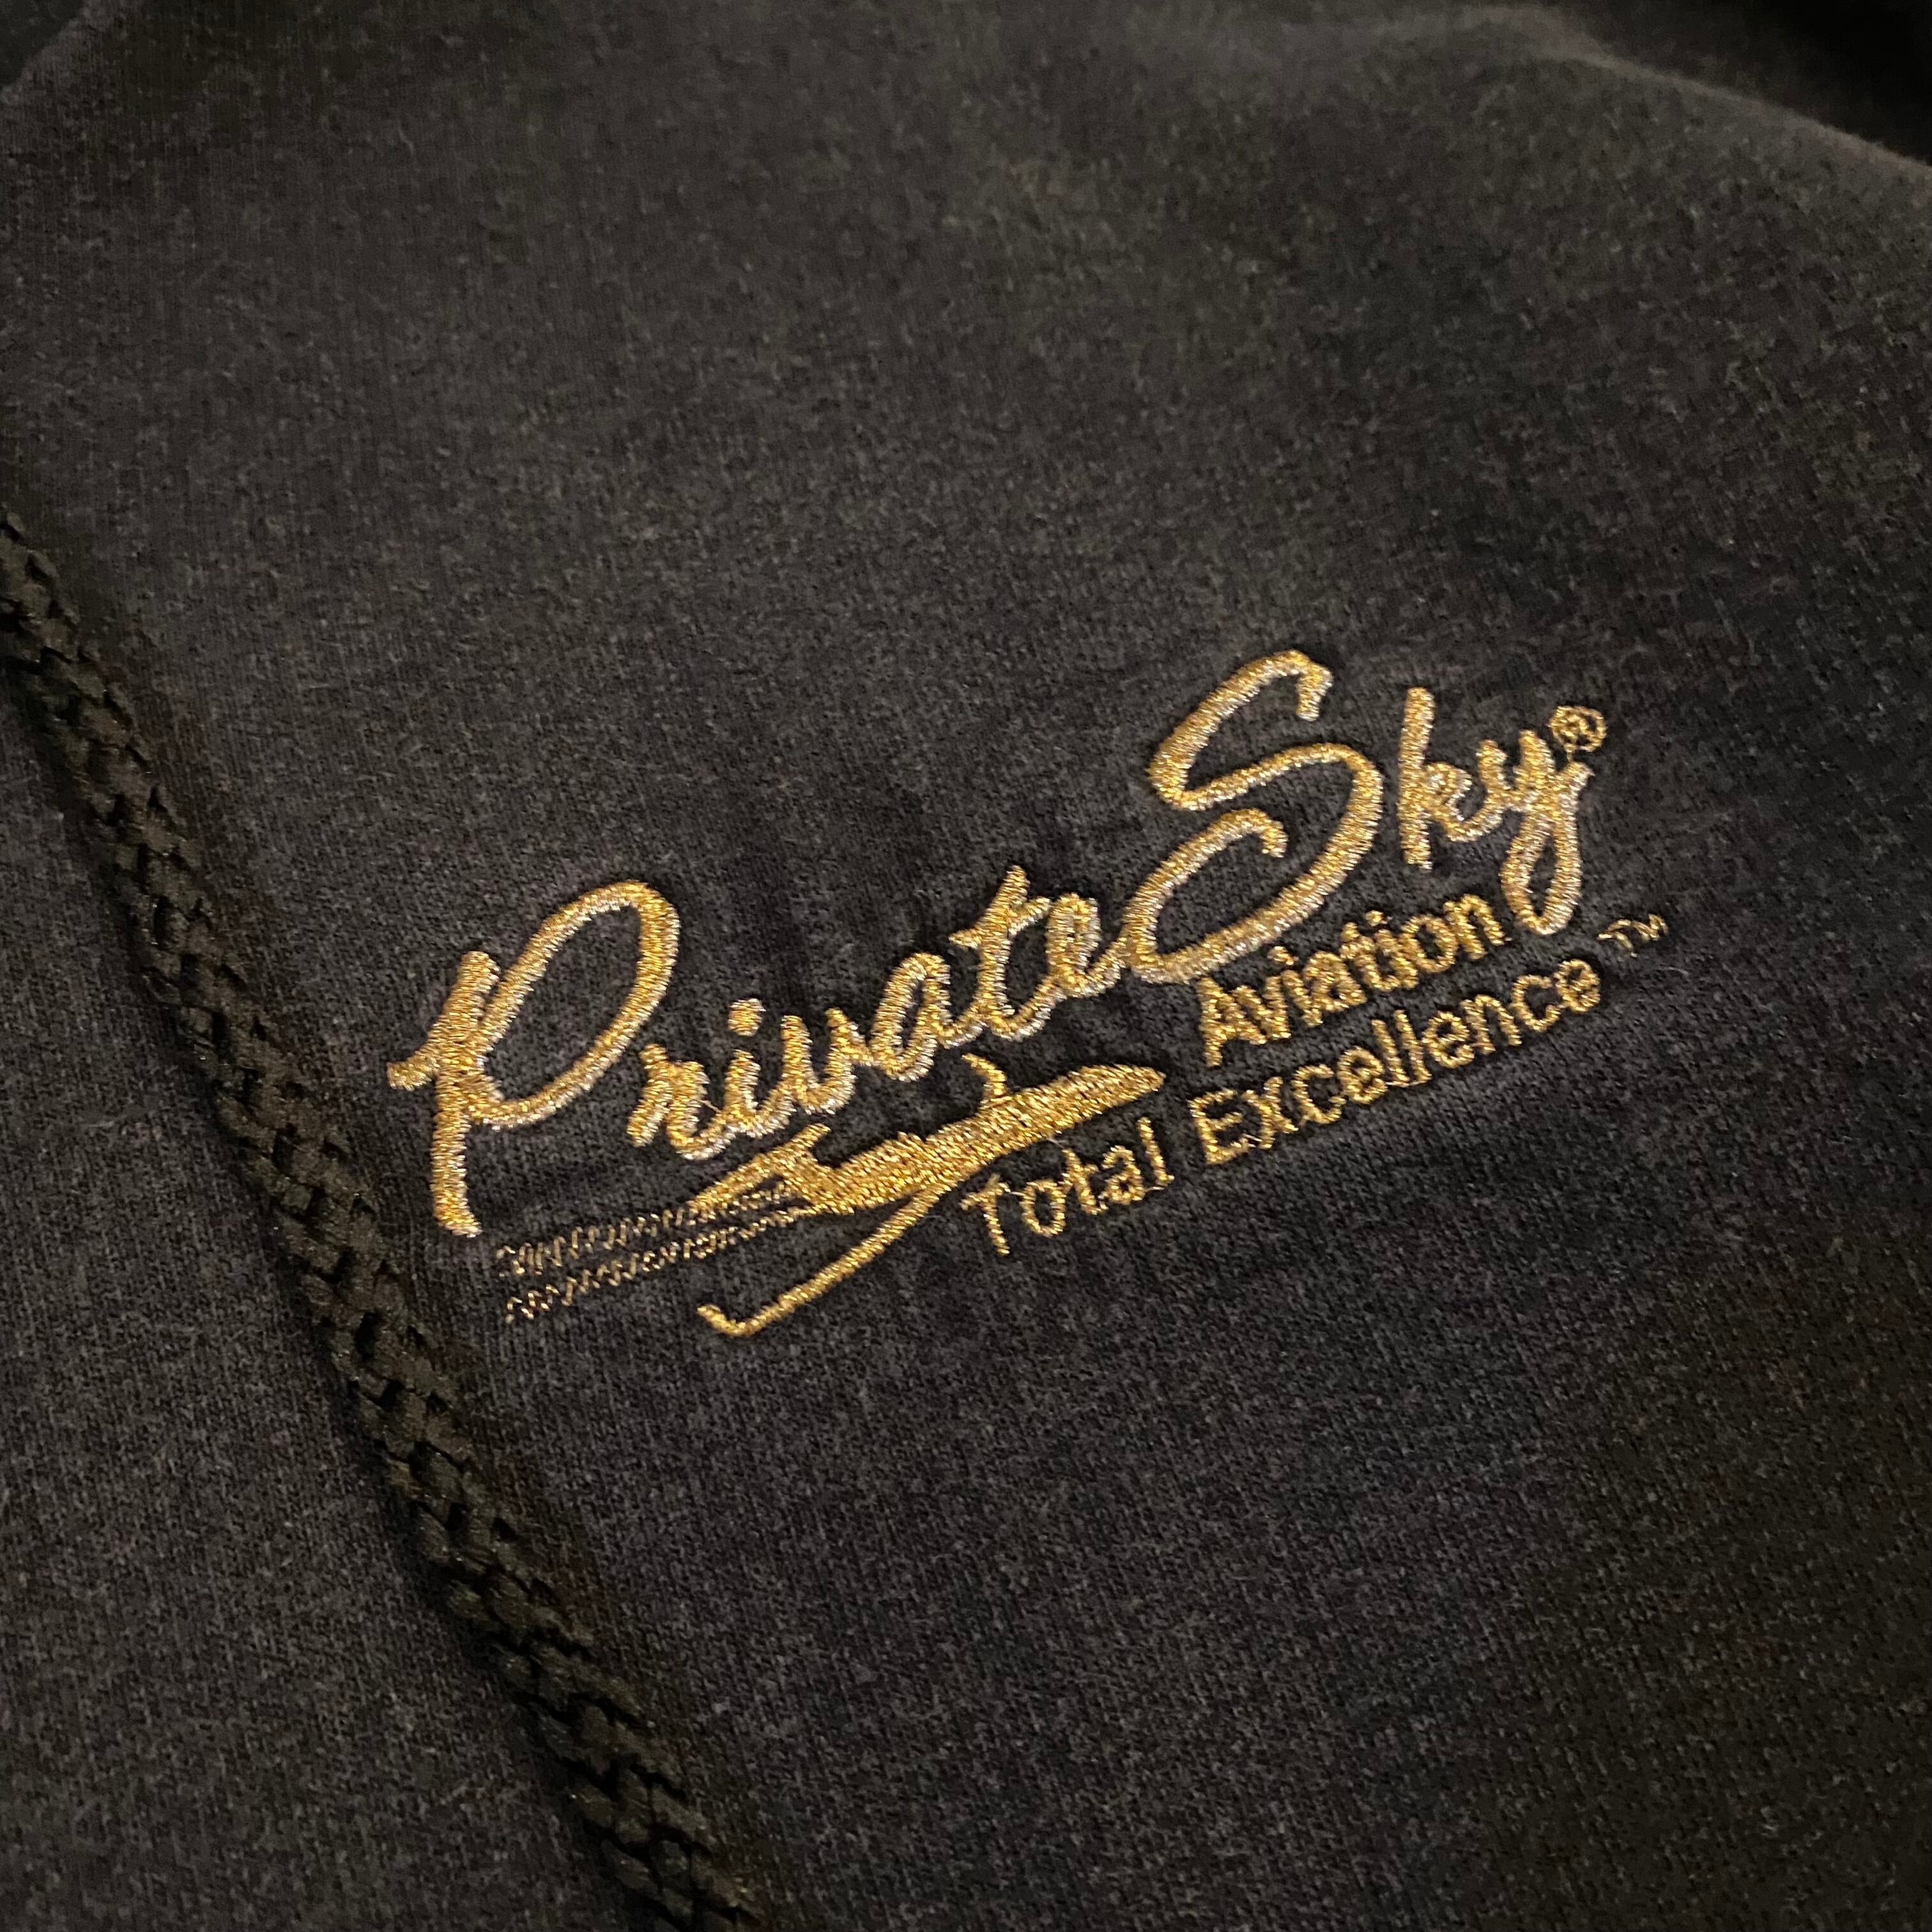 PrivateSky®
Aviation
Total Excellence™